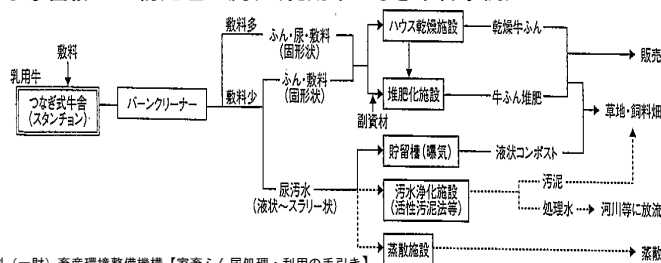 敷料
乳用牛
つなぎ式牛舎
(スタンチョン)
バーンクリーナー
敷料多
敷料少
ふん・尿・敷料
(固形状)
ふん・敷料
(固形状)
尿汚水
(液状〜スラリー状)
ハウス乾燥施設
堆肥化施設
副資材
貯留槽(曝気)
汚水浄化施設
(活性汚泥法等)
蒸散施設
乾燥牛ふん
牛ふん堆肥
液状コンポスト
汚泥
処理水
河川等に放流
販売
草地・飼料畑
蒸散
(一財)畜産環境整備機構【家畜ふん尿処理・利用の手引き】